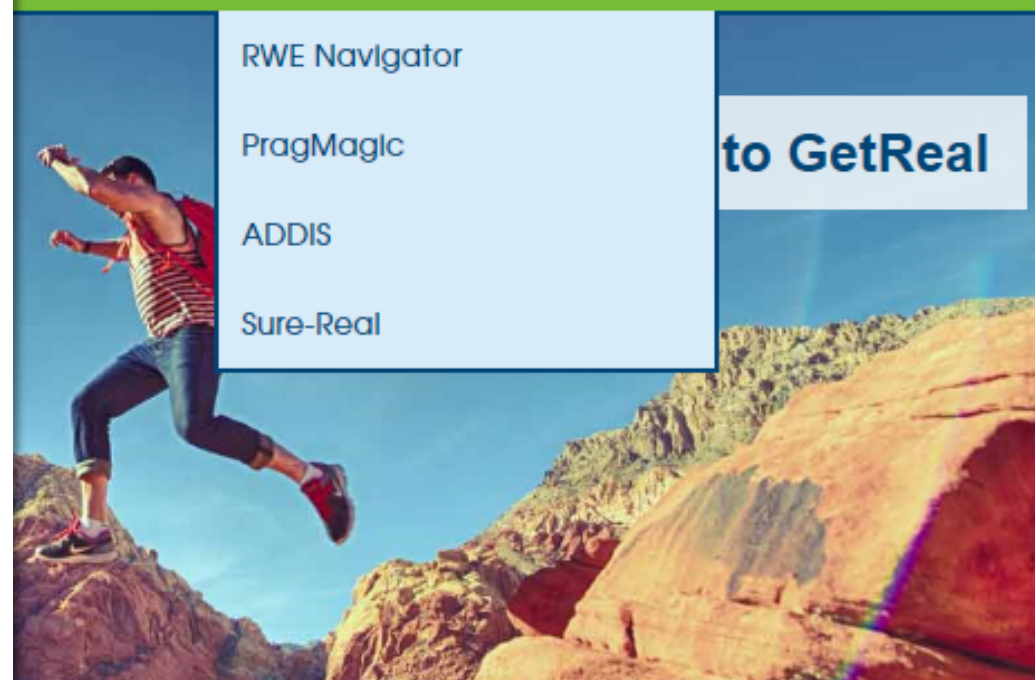 RWE Navigator
PragMagic
to GetReal
ADDIS
Sure-Real